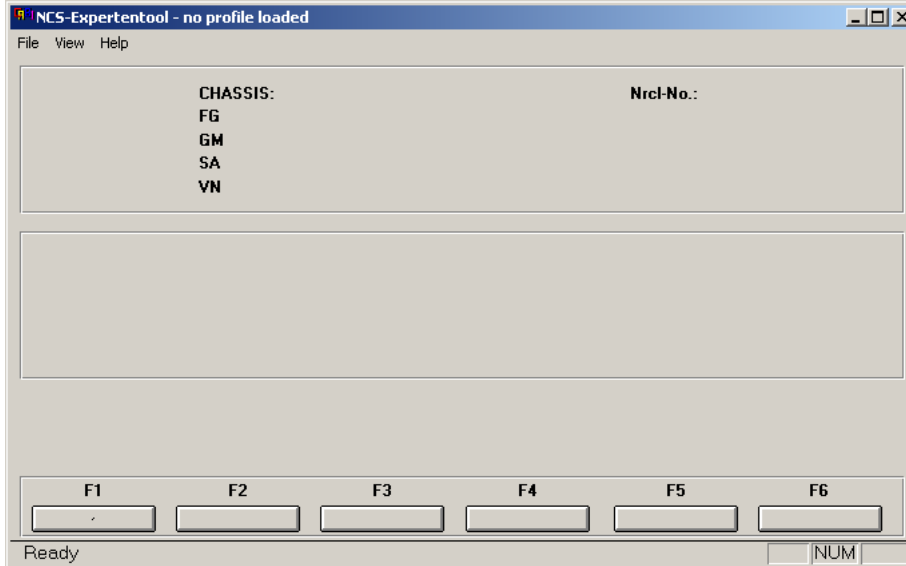 NCS-Expertentool - no profile loaded
File View Help
CHASSIS: Nrcl-No.:
FG
GM
SA
VN
F1 F2 F3 F4 F5 F6
Ready NUM